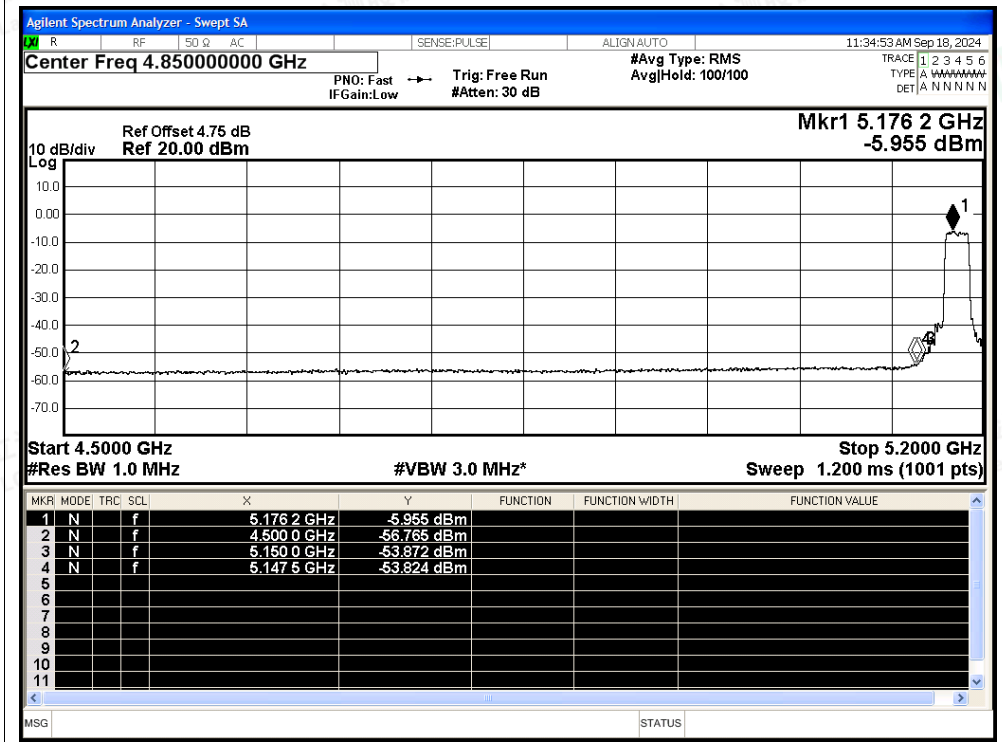 Agilent Spectrum Analyzer - Swept SA
LXI R RF 50 Ω AC SENSE:PULSE ALIGN AUTO 11:34:53 AM Sep 18, 2024
Center Freq 4.850000000 GHz
PNO: Fast
IFGain:Low
Trig: Free Run
#Atten: 30 dB
#Avg Type: RMS
Avg|Hold: 100/100
TRACE 1 2 3 4 5 6
TYPE A WWWWW
DET A N N N N N
Mkr1 5.176 2 GHz
-5.955 dBm
Ref Offset 4.75 dB
10 dB/div Ref 20.00 dBm
Log
10.0
0.00
-10.0
-20.0
-30.0
-40.0
-50.0
-60.0
-70.0
1
2
4
Start 4.5000 GHz Stop 5.2000 GHz
#Res BW 1.0 MHz #VBW 3.0 MHz* Sweep 1.200 ms (1001 pts)
MKR MODE TRC SCL X Y FUNCTION FUNCTION WIDTH FUNCTION VALUE
1 N f 5.176 2 GHz -5.955 dBm
2 N f 4.500 0 GHz -56.765 dBm
3 N f 5.150 0 GHz -53.872 dBm
4 N f 5.147 5 GHz -53.824 dBm
5
6
7
8
9
10
11
MSG STATUS